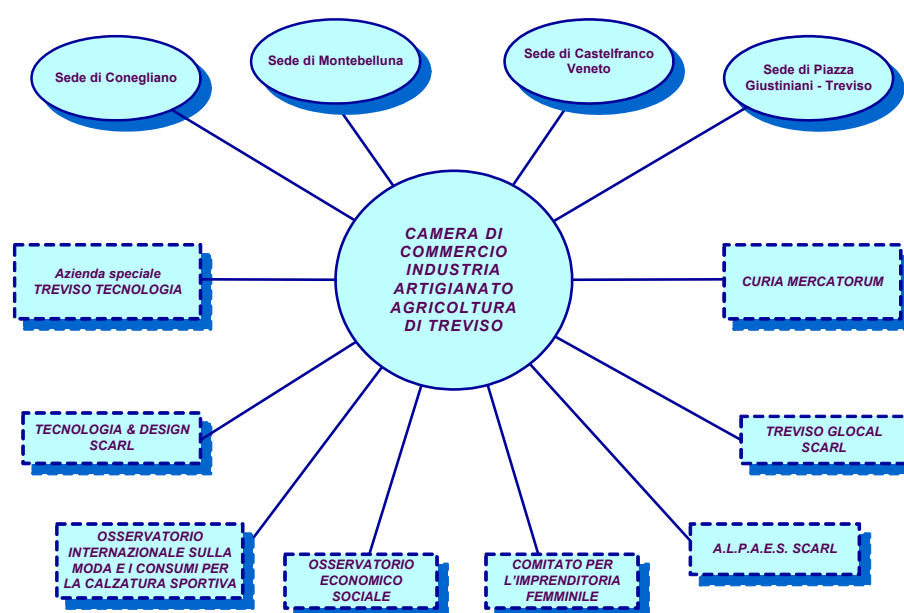 Sede di Conegliano
Sede di Montebelluna
Sede di Castelfranco
Veneto
Sede di Piazza
Giustiniani - Treviso
CAMERA DI
COMMERCIO
INDUSTRIA
ARTIGIANATO
AGRICOLTURA
DI TREVISO
Azienda speciale
TREVISO TECNOLOGIA
CURIA MERCATORUM
TECNOLOGIA & DESIGN
SCARL
TREVISO GLOCAL
SCARL
OSSERVATORIO
INTERNAZIONALE SULLA
MODA E I CONSUMI PER
LA CALZATURA SPORTIVA
OSSERVATORIO
ECONOMICO
SOCIALE
COMITATO PER
L'IMPRENDITORIA
FEMMINILE
A.L.P.A.E.S. SCARL